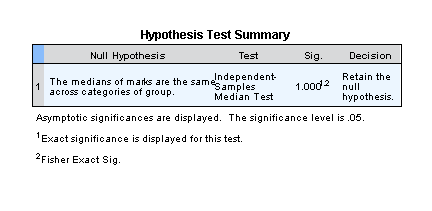 Hypothesis Test Summary
Null Hypothesis Test Sig. Decision
1 The medians of marks are the same across categories of group. Independent-Samples Median Test 1.000 1,2 Retain the null hypothesis.
Asymptotic significances are displayed. The significance level is .05.
1 Exact significance is displayed for this test.
2 Fisher Exact Sig.